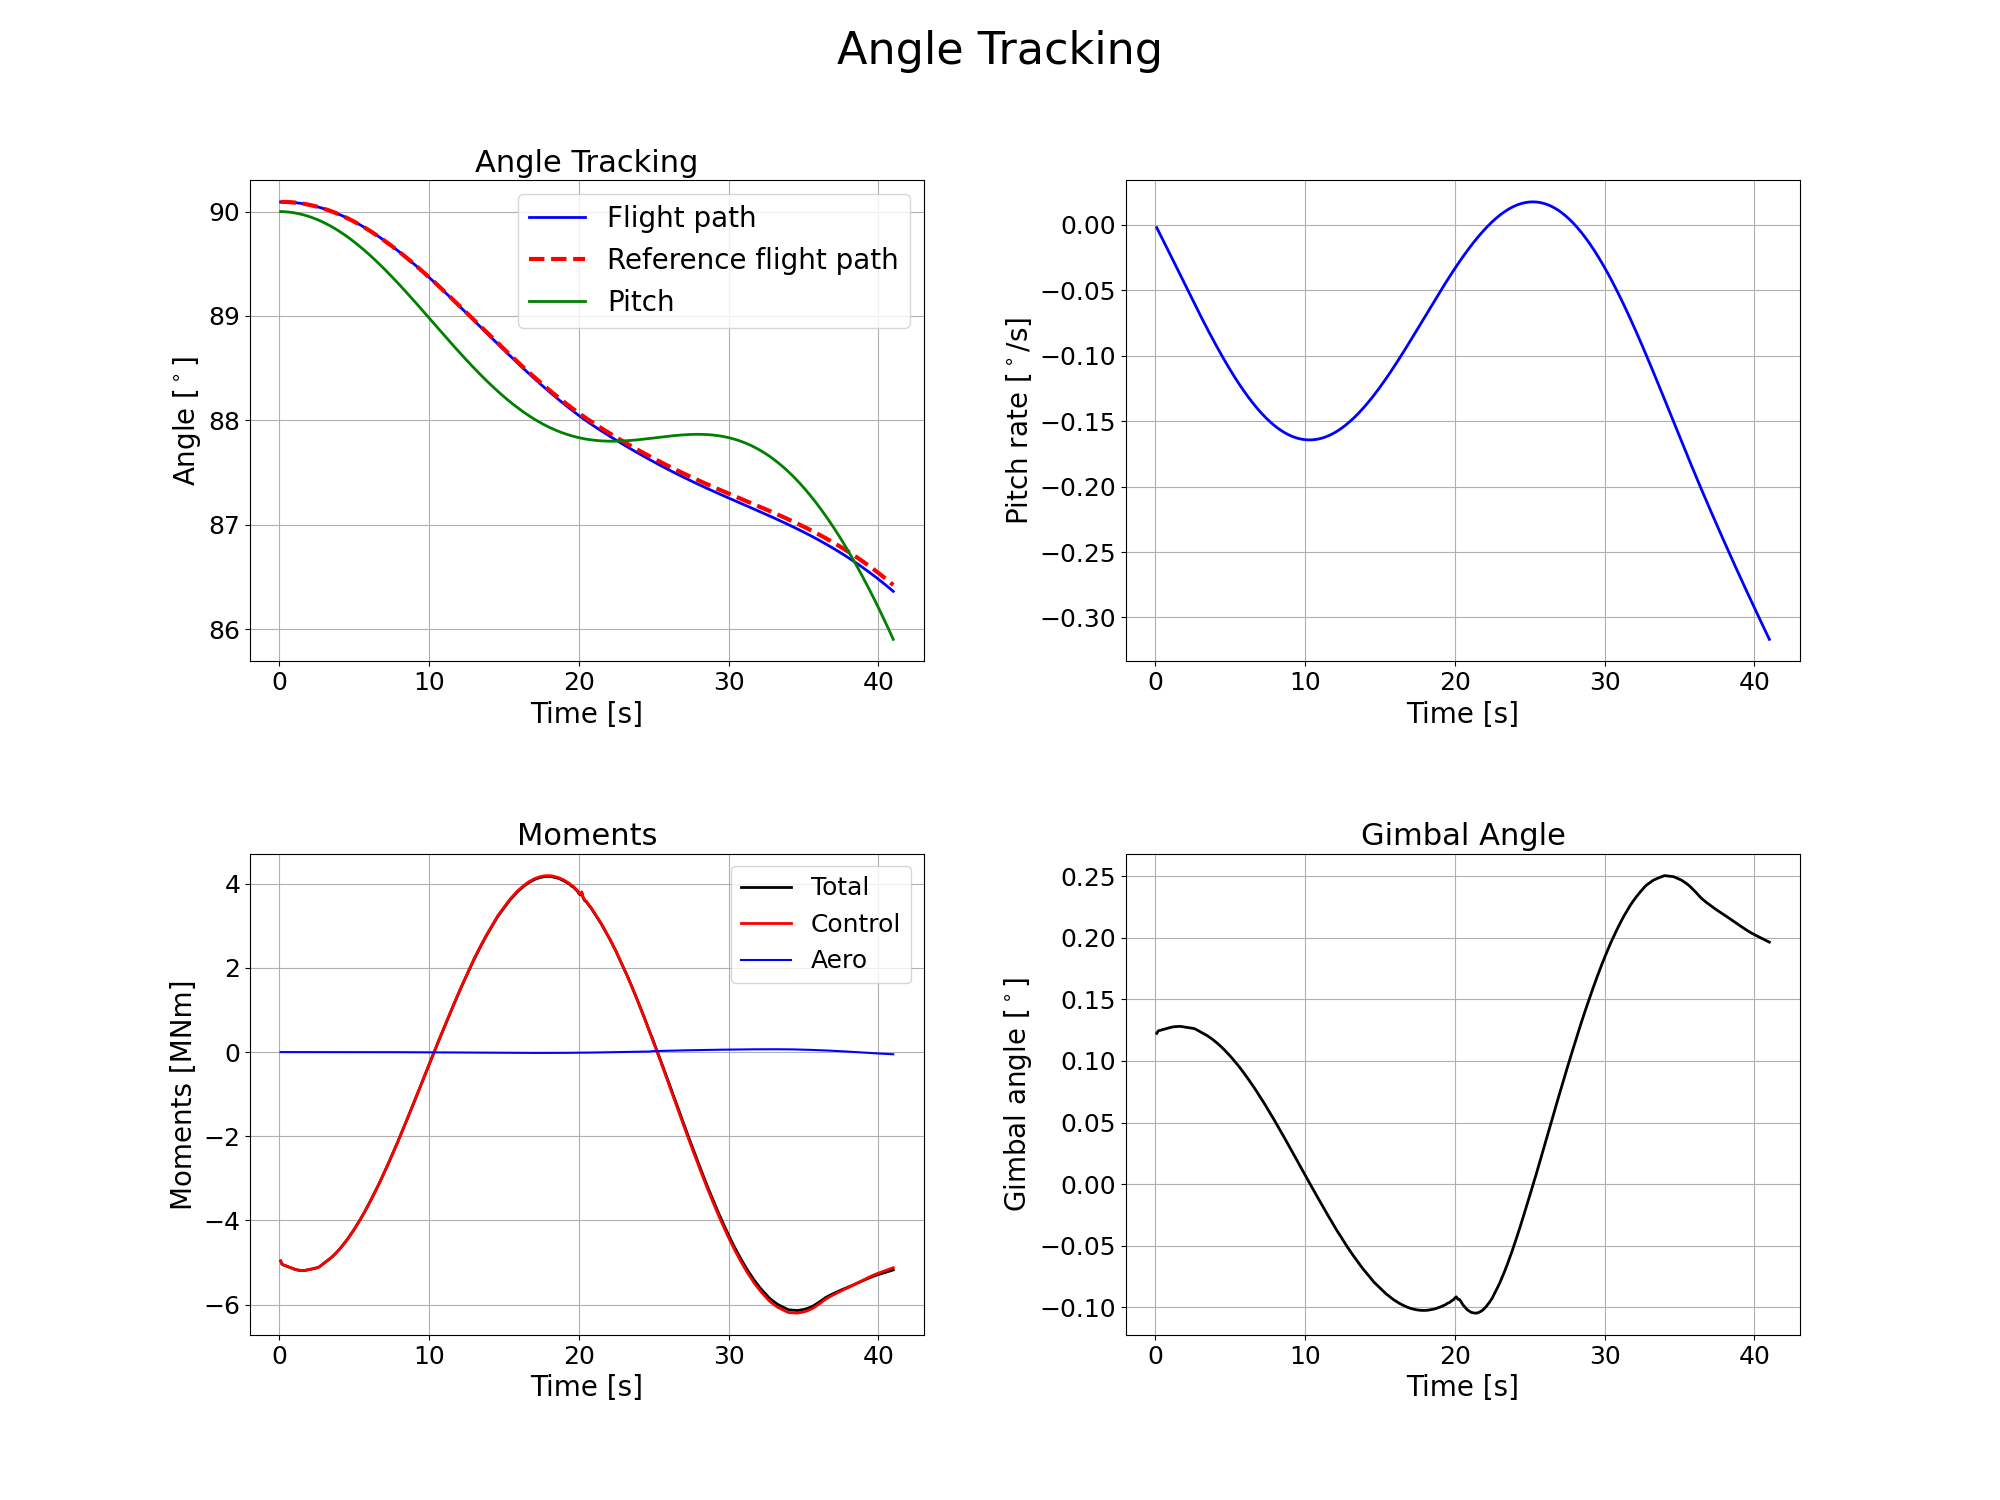 Angle Tracking
Angle Tracking
Flight path
Reference flight path
Pitch
90
89
88
87
86
Angle [°]
0 10 20 30 40
Time [s]
0.00
−0.05
−0.10
−0.15
−0.20
−0.25
−0.30
Pitch rate [°/s]
0 10 20 30 40
Time [s]
Moments
Total
Control
Aero
4
2
0
−2
−4
−6
Moments [MNm]
0 10 20 30 40
Time [s]
Gimbal Angle
0.25
0.20
0.15
0.10
0.05
0.00
−0.05
−0.10
Gimbal angle [°]
0 10 20 30 40
Time [s]